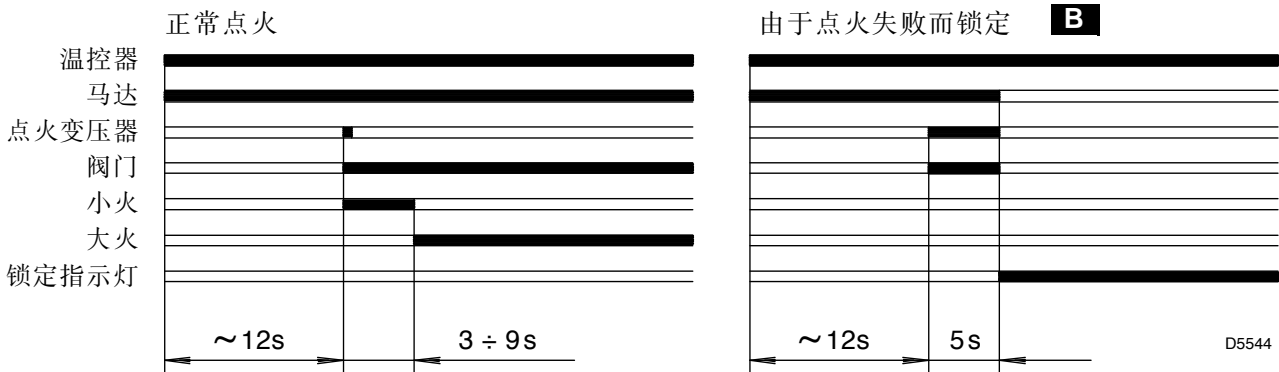 正常点火
由于点火失败而锁定 B
温控器
马达
点火变压器
阀门
小火
大火
锁定指示灯
～12s 3 ÷ 9s ～12s 5s
D5544